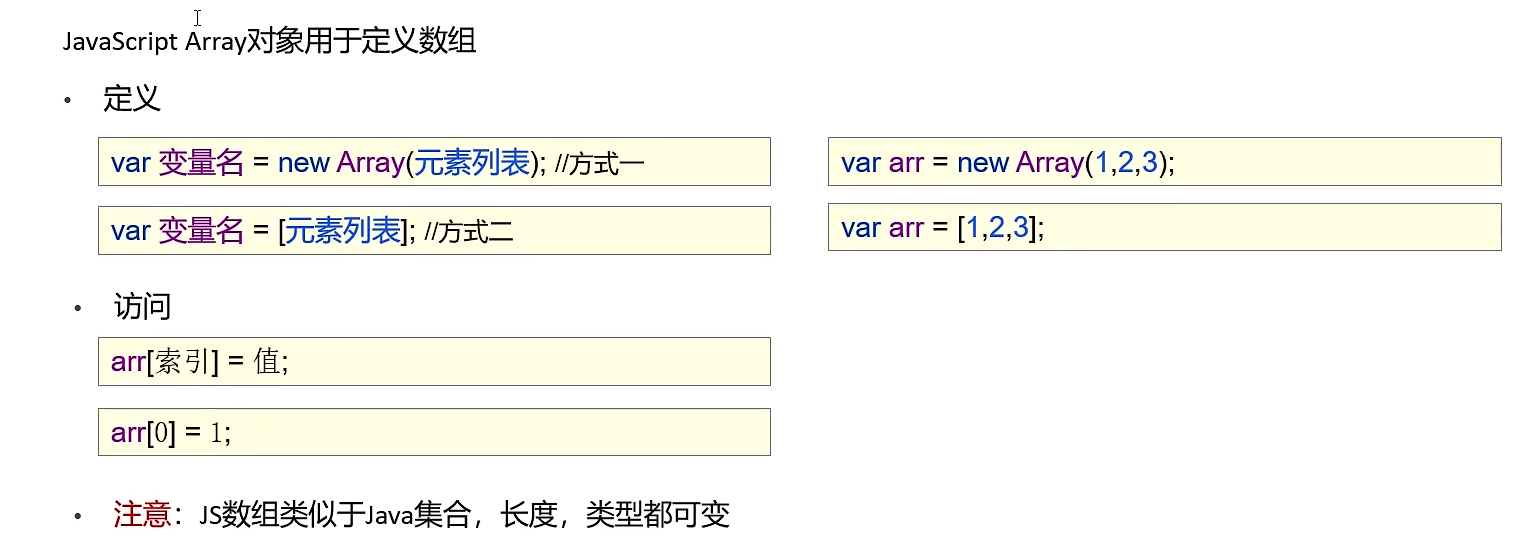 JavaScript Array对象用于定义数组
• 定义
var 变量名 = new Array(元素列表); //方式一
var arr = new Array(1,2,3);
var 变量名 = [元素列表]; //方式二
var arr = [1,2,3];
• 访问
arr[索引] = 值;
arr[0] = 1;
• 注意：JS数组类似于Java集合，长度，类型都可变